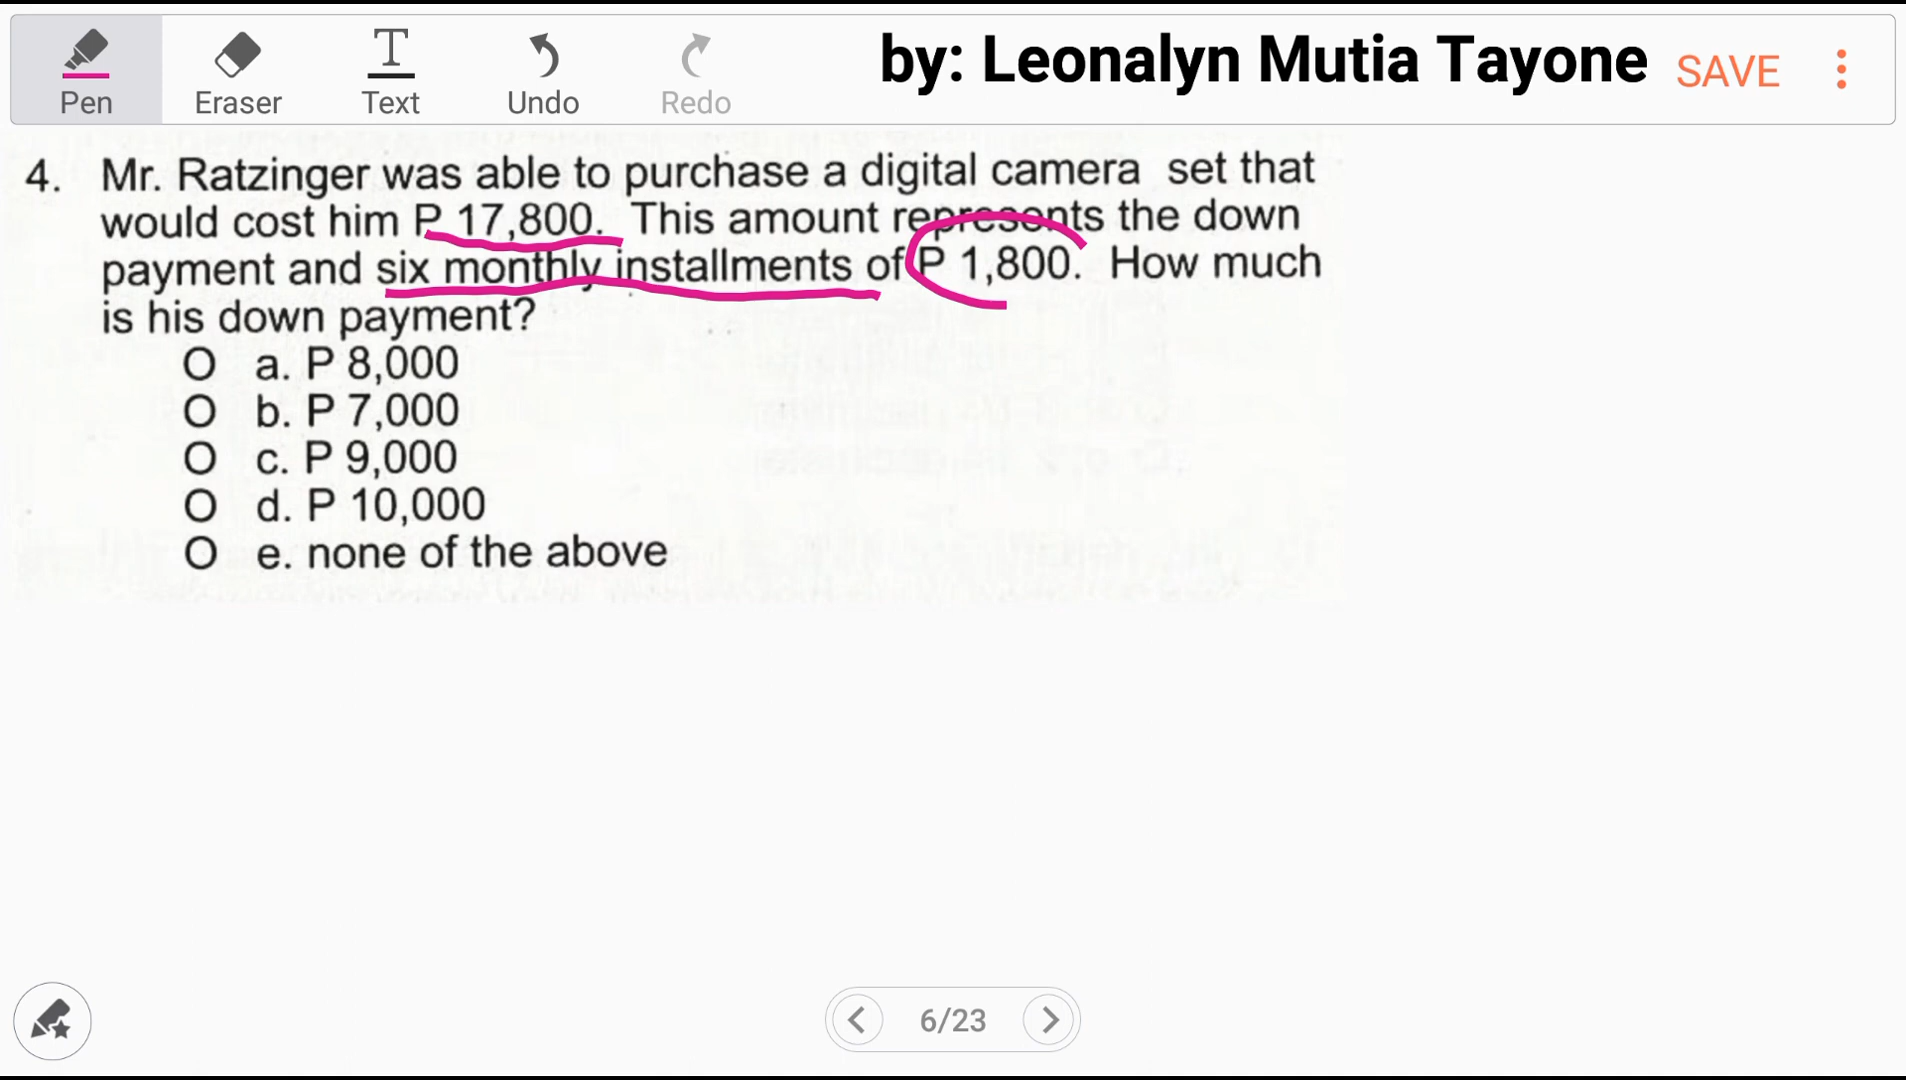 Pen
Eraser
Text
Undo
Redo
by: Leonalyn Mutia Tayone
SAVE
4. Mr. Ratzinger was able to purchase a digital camera set that
would cost him P 17,800. This amount represents the down
payment and six monthly installments of P 1,800. How much
is his down payment?
O a. P 8,000
O b. P 7,000
O c. P 9,000
O d. P 10,000
O e. none of the above
6/23